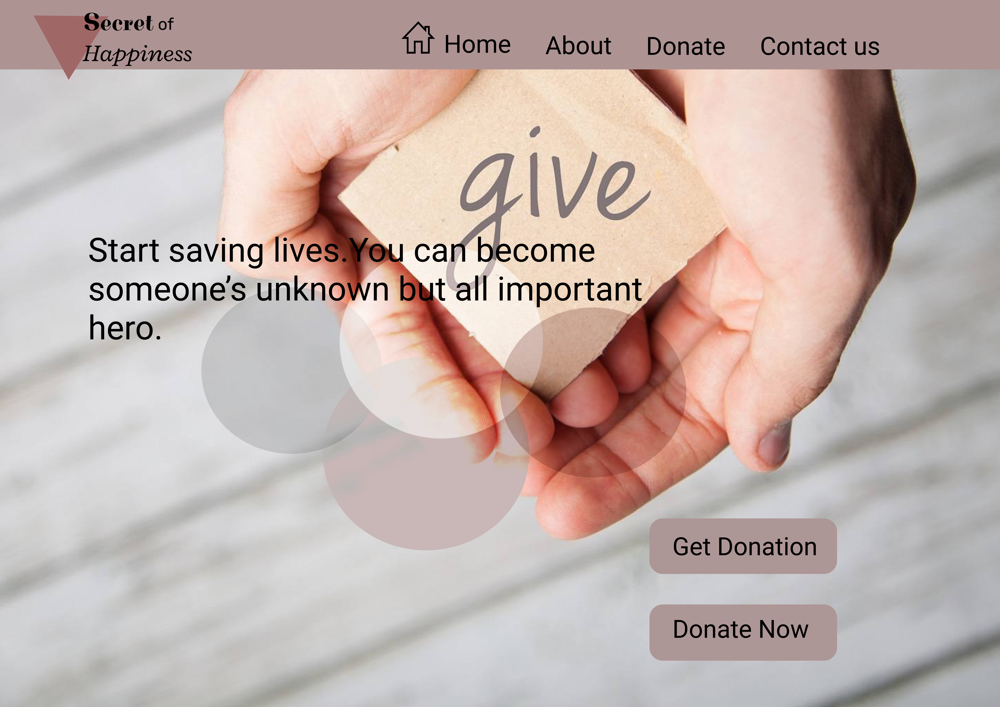 Secret of
Happiness
Home About Donate Contact us
give
Start saving lives.You can become
someone’s unknown but all important
hero.
Get Donation
Donate Now